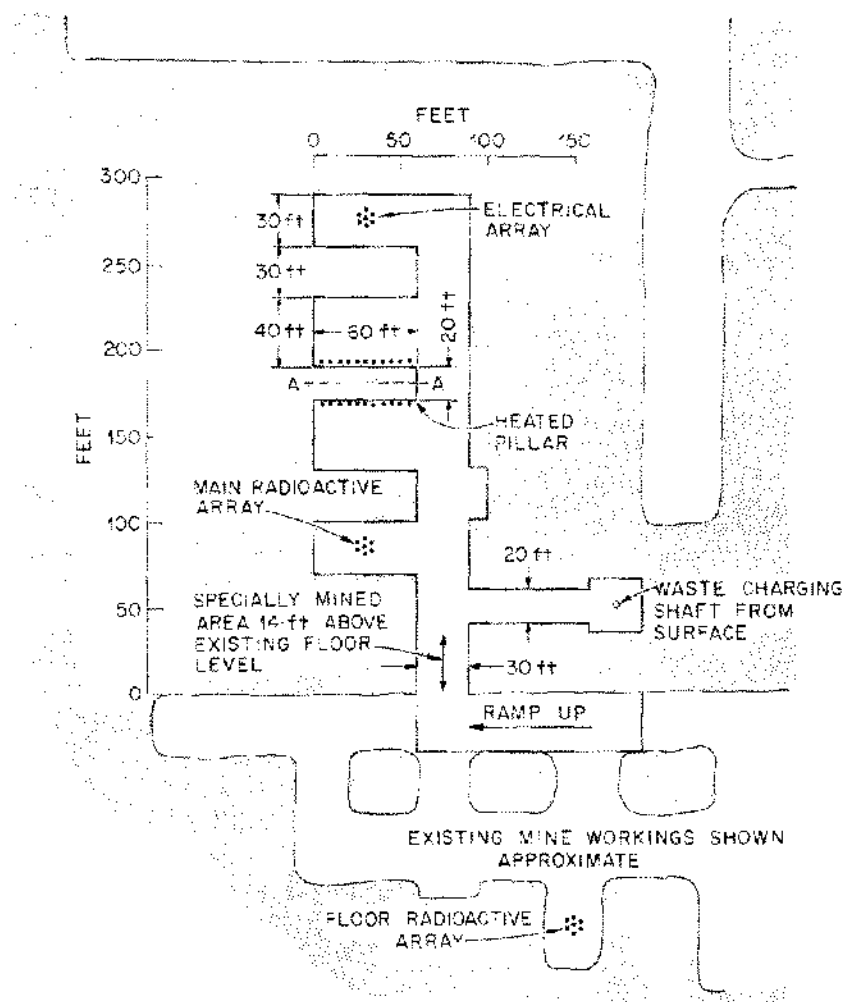 FEET
0 50 100 150
300
250
200
150
100
50
0
FEET
30 ft
30 ft
40 ft
60 ft
20 ft
ELECTRICAL
ARRAY
A A
HEATED
PILLAR
MAIN RADIOACTIVE
ARRAY
20 ft
WASTE CHARGING
SHAFT FROM
SURFACE
SPECIALLY MINED
AREA 14-ft ABOVE
EXISTING FLOOR
LEVEL
30 ft
RAMP UP
EXISTING MINE WORKINGS SHOWN
APPROXIMATE
FLOOR RADIOACTIVE
ARRAY